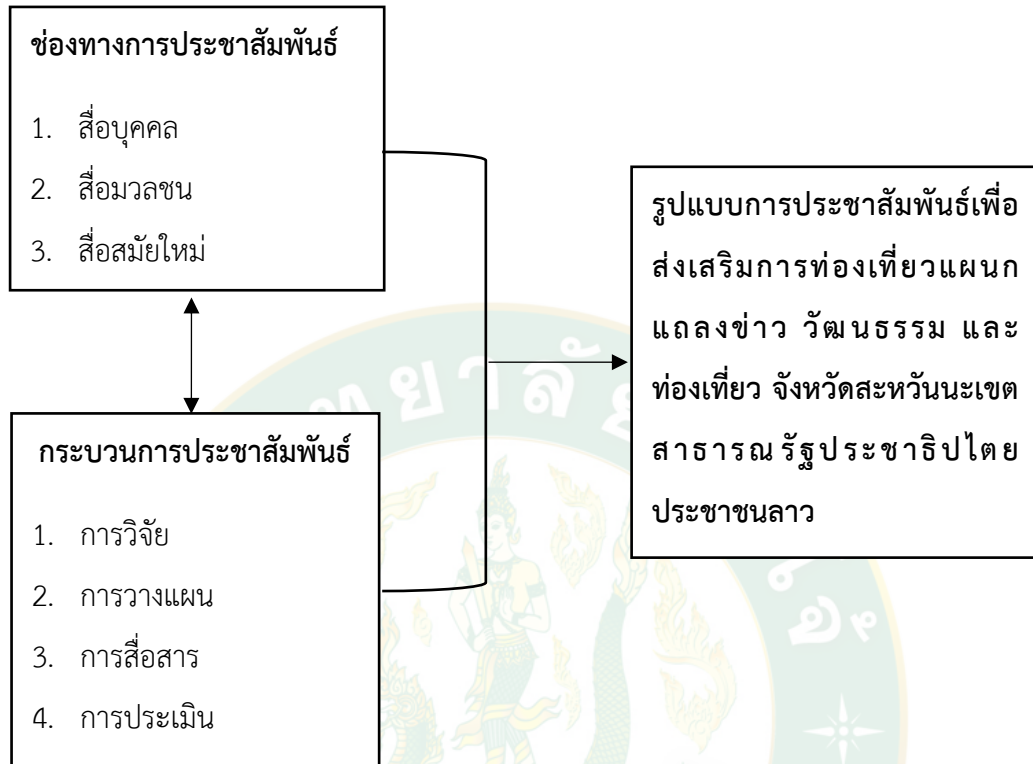 ช่องทางการประชาสัมพันธ์
1. สื่อบุคคล
2. สื่อมวลชน
3. สื่อสมัยใหม่
รูปแบบการประชาสัมพันธ์เพื่อ
ส่งเสริมการท่องเที่ยวแผนก
แถลงข่าว วัฒนธรรม และ
ท่องเที่ยว จังหวัดสะหวันนะเขต
สาธารณรัฐประชาธิปไตย
ประชาชนลาว
กระบวนการประชาสัมพันธ์
1. การวิจัย
2. การวางแผน
3. การสื่อสาร
4. การประเมิน